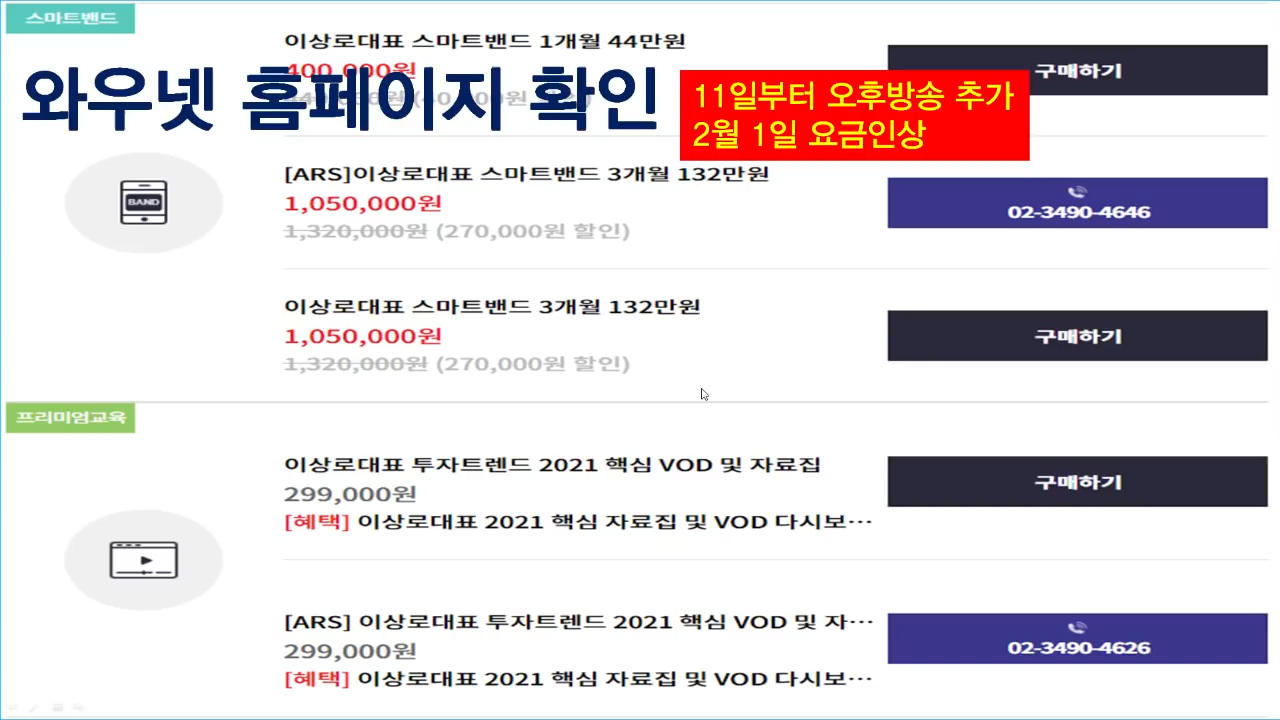 스마트밴드
이상로대표 스마트밴드 1개월 44만원
400,000원
구매하기
와우넷 홈페이지 확인
11일부터 오후방송 추가
2월 1일 요금인상
[ARS]이상로대표 스마트밴드 3개월 132만원
BAND
1,050,000원
02-3490-4646
1,320,000원 (270,000원 할인)
이상로대표 스마트밴드 3개월 132만원
1,050,000원
구매하기
1,320,000원 (270,000원 할인)
프리미엄교육
이상로대표 투자트렌드 2021 핵심 VOD 및 자료집
구매하기
299,000원
[혜택] 이상로대표 2021 핵심 자료집 및 VOD 다시보…
[ARS] 이상로대표 투자트렌드 2021 핵심 VOD 및 자…
299,000원
02-3490-4626
[혜택] 이상로대표 2021 핵심 자료집 및 VOD 다시보…